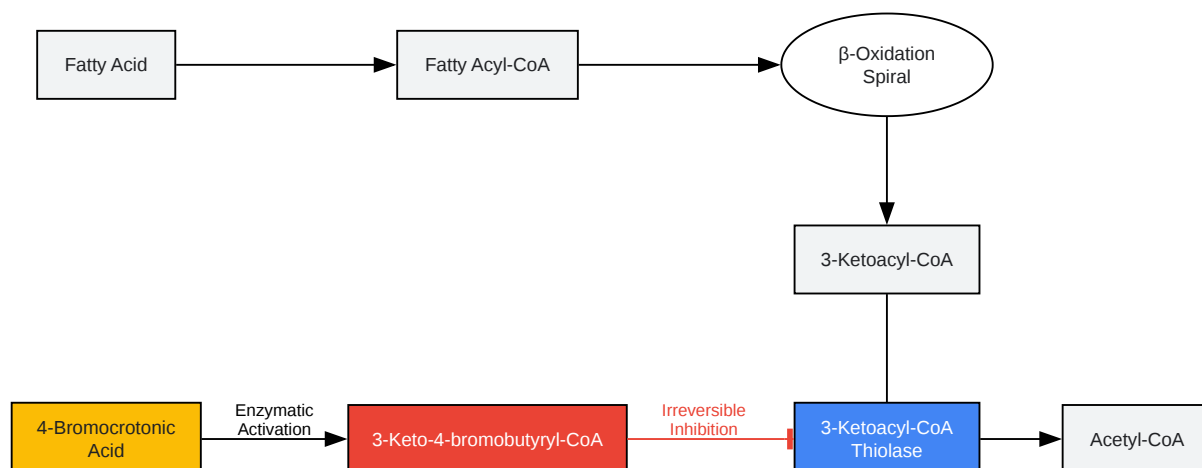 Fatty Acid
Fatty Acyl-CoA
β-Oxidation
Spiral
3-Ketoacyl-CoA
4-Bromocrotonic
Acid
Enzymatic
Activation
3-Keto-4-bromobutyryl-CoA
Irreversible
Inhibition
3-Ketoacyl-CoA
Thiolase
Acetyl-CoA